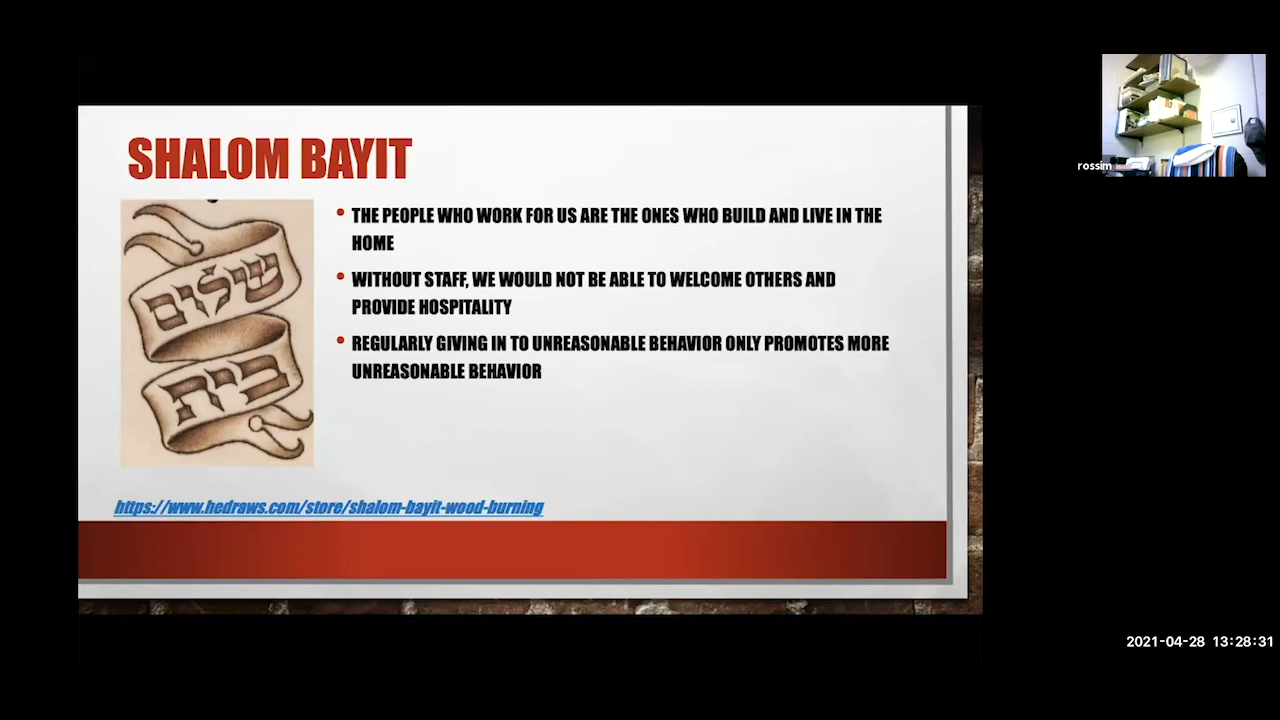 SHALOM BAYIT
שלום
בית
• THE PEOPLE WHO WORK FOR US ARE THE ONES WHO BUILD AND LIVE IN THE
HOME
• WITHOUT STAFF, WE WOULD NOT BE ABLE TO WELCOME OTHERS AND
PROVIDE HOSPITALITY
• REGULARLY GIVING IN TO UNREASONABLE BEHAVIOR ONLY PROMOTES MORE
UNREASONABLE BEHAVIOR
https://www.hedraws.com/store/shalom-bayit-wood-burning
rossim
2021-04-28 13:28:31